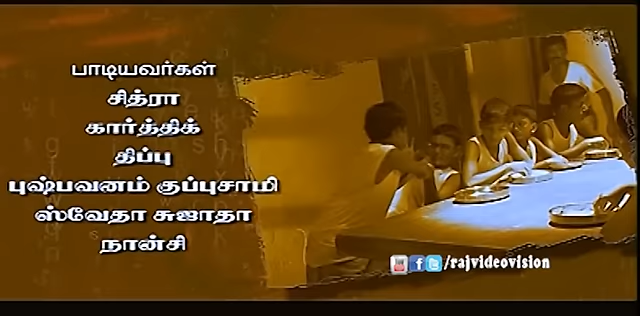 பாடியவர்கள்
சித்ரா
கார்த்திக்
திப்பு
புஷ்பவனம் குப்புசாமி
ஸ்வேதா சுஜாதா
நான்சி
/rajvideovision